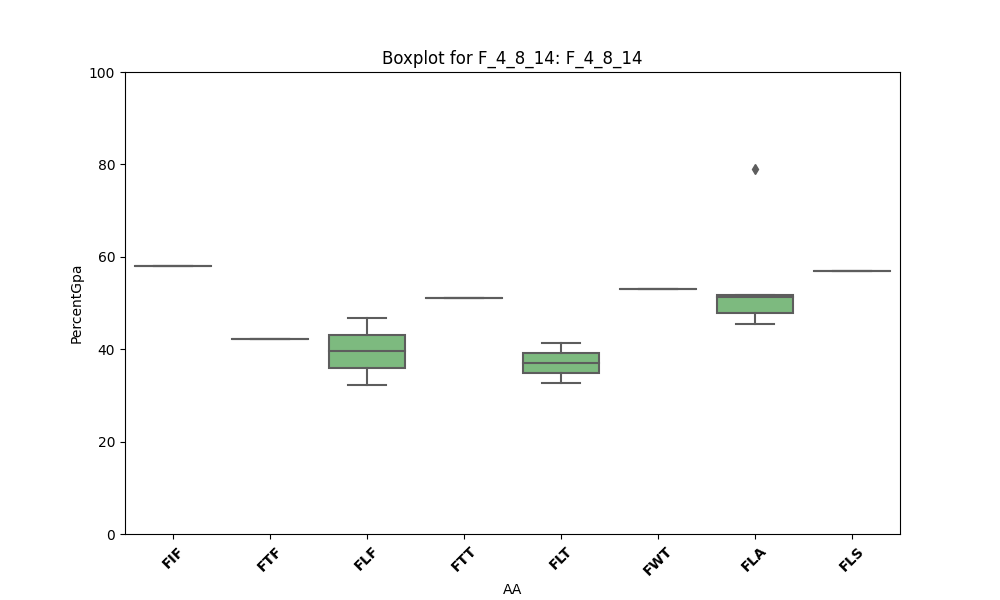 Boxplot for F_4_8_14: F_4_8_14
100
80
60
40
20
0
PercentGpa
FIF
FTF
FLF
FTT
FLT
FWT
FLA
FLS
AA